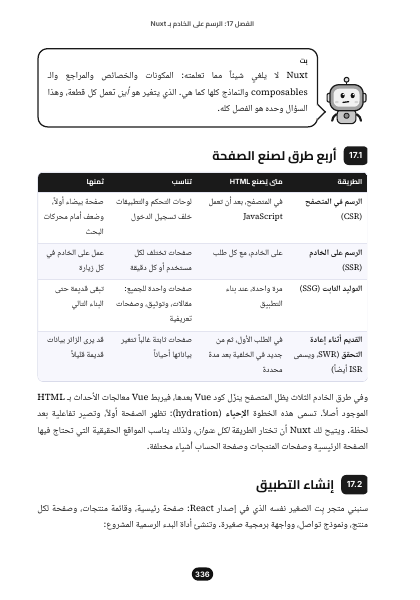 الفصل 17: الرسم على الخادم بـ Nuxt
بِت
Nuxt لا يلغي شيئاً مما تعلمته: المكونات والخصائص والمراجع والـ
composables والنماذج كلها كما هي. الذي يتغير هو أين تعمل كل قطعة، وهذا
السؤال وحده هو الفصل كله.
17.1 أربع طرق لصنع الصفحة
الطريقة متى يُصنع HTML تناسب ثمنها
الرسم في المتصفح (CSR) في المتصفح، بعد أن تعمل JavaScript لوحات التحكم والتطبيقات خلف تسجيل الدخول صفحة بيضاء أولاً، وضعف أمام محركات البحث
الرسم على الخادم (SSR) على الخادم، مع كل طلب صفحات تختلف لكل مستخدم أو كل دقيقة عمل على الخادم في كل زيارة
التوليد الثابت (SSG) مرة واحدة، عند بناء التطبيق صفحات واحدة للجميع: مقالات، وتوثيق، وصفحات تعريفية تبقى قديمة حتى البناء التالي
القديم أثناء إعادة التحقق (SWR، ويسمى ISR أيضاً) في الطلب الأول، ثم من جديد في الخلفية بعد مدة محددة صفحات ثابتة غالباً تتغير بياناتها أحياناً قد يرى الزائر بيانات قديمة قليلاً
وفي طرق الخادم الثلاث يظل المتصفح ينزّل كود Vue بعدها، فيربط Vue معالجات الأحداث بـ HTML
الموجود أصلاً. تسمى هذه الخطوة الإحياء (hydration): تظهر الصفحة أولاً، وتصير تفاعلية بعد
لحظة. ويتيح لك Nuxt أن تختار الطريقة لكل عنوان، ولذلك يناسب المواقع الحقيقية التي تحتاج فيها
الصفحة الرئيسية وصفحات المنتجات وصفحة الحساب أشياء مختلفة.
17.2 إنشاء التطبيق
سنبني متجر بِت الصغير نفسه الذي في إصدار React: صفحة رئيسية، وقائمة منتجات، وصفحة لكل
منتج، ونموذج تواصل، وواجهة برمجية صغيرة. وتنشئ أداة البدء الرسمية المشروع:
336